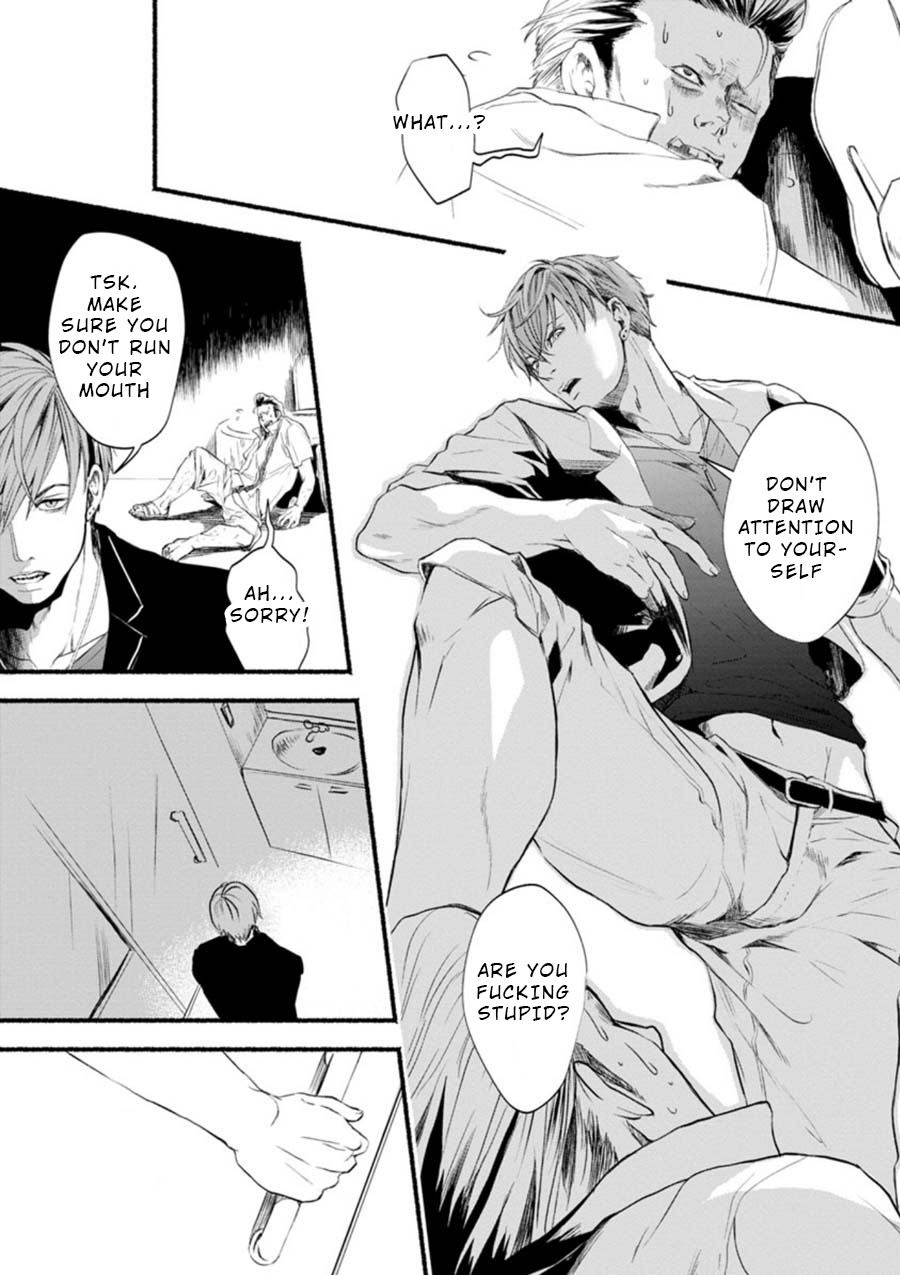 WHAT...?
DON'T
DRAW
ATTENTION
TO YOUR-
SELF
ARE YOU
FUCKING
STUPID?
TSK.
MAKE
SURE YOU
DON'T RUN
YOUR
MOUTH
AH...
SORRY!